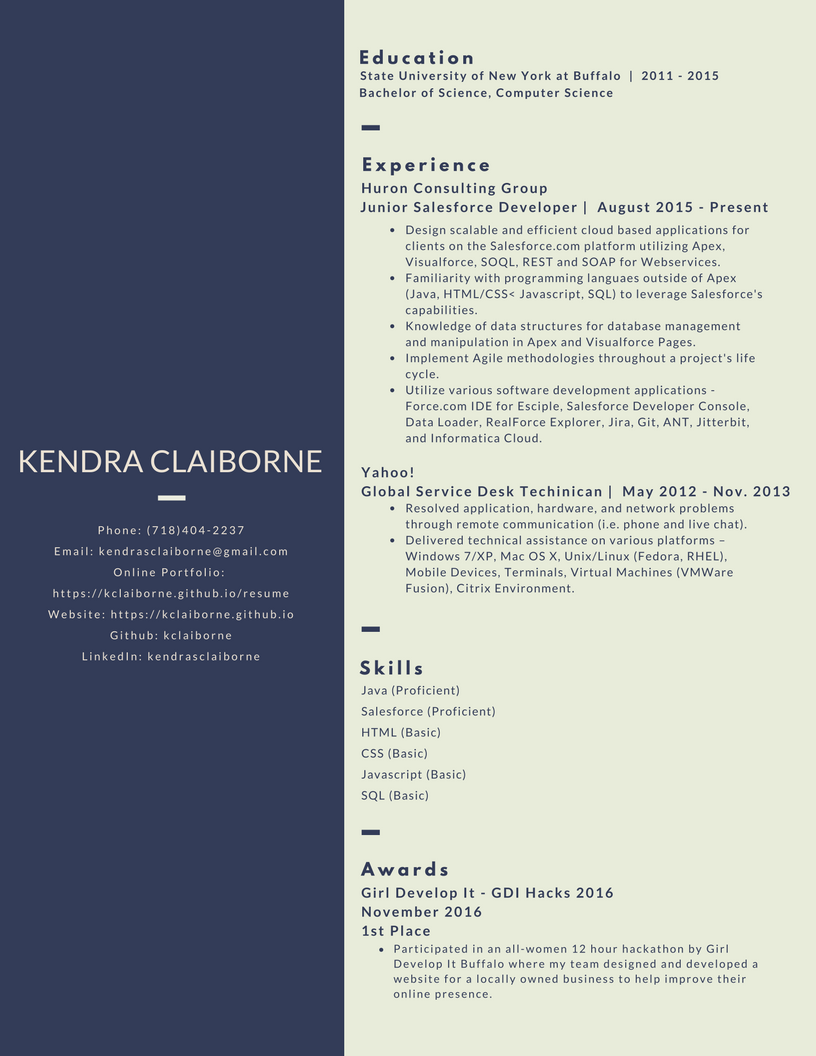 KENDRA CLAIBORNE
Phone: (718)404-2237
Email: kendrasclaiborne@gmail.com
Online Portfolio:
https://kclaiborne.github.io/resume
Website: https://kclaiborne.github.io
Github: kclaiborne
LinkedIn: kendrasclaiborne
Education
State University of New York at Buffalo | 2011 - 2015
Bachelor of Science, Computer Science
Experience
Huron Consulting Group
Junior Salesforce Developer | August 2015 - Present
• Design scalable and efficient cloud based applications for
clients on the Salesforce.com platform utilizing Apex,
Visualforce, SOQL, REST and SOAP for Webservices.
• Familiarity with programming languaes outside of Apex
(Java, HTML/CSS< Javascript, SQL) to leverage Salesforce's
capabilities.
• Knowledge of data structures for database management
and manipulation in Apex and Visualforce Pages.
• Implement Agile methodologies throughout a project's life
cycle.
• Utilize various software development applications -
Force.com IDE for Esciple, Salesforce Developer Console,
Data Loader, RealForce Explorer, Jira, Git, ANT, Jitterbit,
and Informatica Cloud.
Yahoo!
Global Service Desk Techinican | May 2012 - Nov. 2013
• Resolved application, hardware, and network problems
through remote communication (i.e. phone and live chat).
• Delivered technical assistance on various platforms –
Windows 7/XP, Mac OS X, Unix/Linux (Fedora, RHEL),
Mobile Devices, Terminals, Virtual Machines (VMWare
Fusion), Citrix Environment.
Skills
Java (Proficient)
Salesforce (Proficient)
HTML (Basic)
CSS (Basic)
Javascript (Basic)
SQL (Basic)
Awards
Girl Develop It - GDI Hacks 2016
November 2016
1st Place
• Participated in an all-women 12 hour hackathon by Girl
Develop It Buffalo where my team designed and developed a
website for a locally owned business to help improve their
online presence.